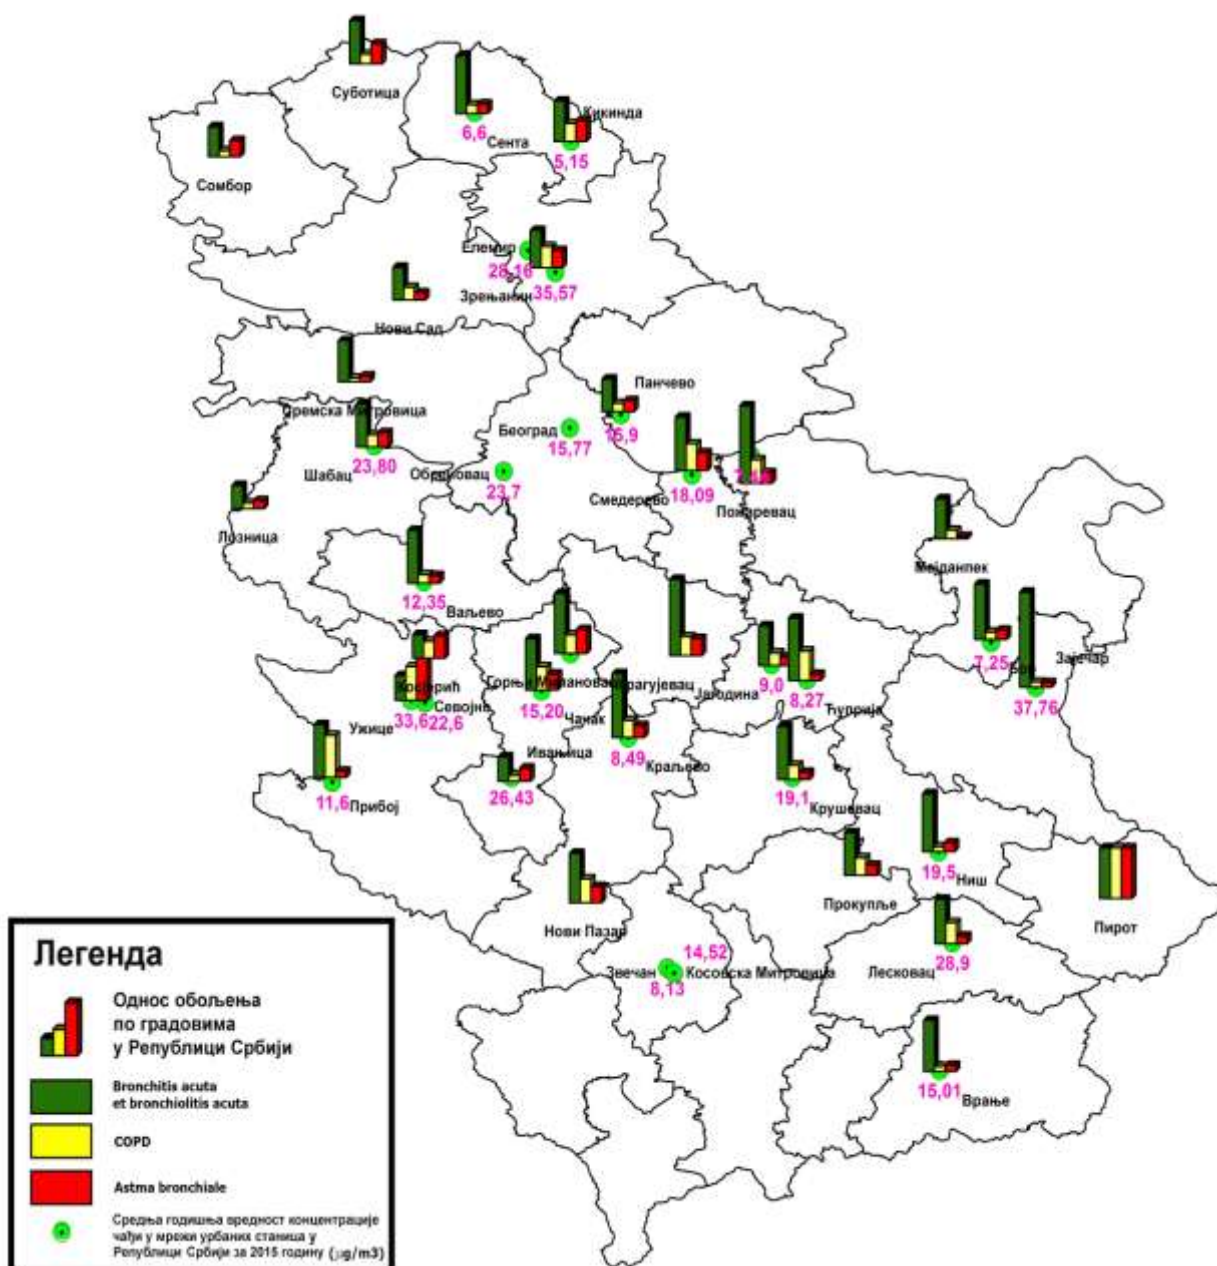 Суботица
Кикинда
6,6
Сента
5,15
Сомбор
Елемир
28,16
35,57
Зрењанин
Нови Сад
Панчево
Сремска Митровица
Београд
15,9
15,77
Шабац
23,80
Обреновац
23,7
Смедерево
18,09
Пожаревац
Лозница
Мајданпек
12,35
Ваљево
7,25
Бор
Зајечар
37,76
Косјерић
Горњи Милановац
Крагујевац
Јагодина
9,0
8,27
Ћуприја
33,6
22,6
Севојно
Ужице
15,20
Чачак
Ивањица
8,49
Краљево
26,43
11,6
Прибој
19,1
Крушевац
19,5
Ниш
Прокупље
Пирот
Нови Пазар
14,52
Звечан
Косовска Митровица
8,13
Лесковац
28,9
15,01
Врање
Легенда
Однос обољења
по градовима
у Републици Србији
Bronchitis acuta
et bronchiolitis acuta
COPD
Astma bronchiale
Средња годишња вредност концентрације
чађи у мрежи урбаних станица у
Републици Србији за 2015 годину (µg/m3)